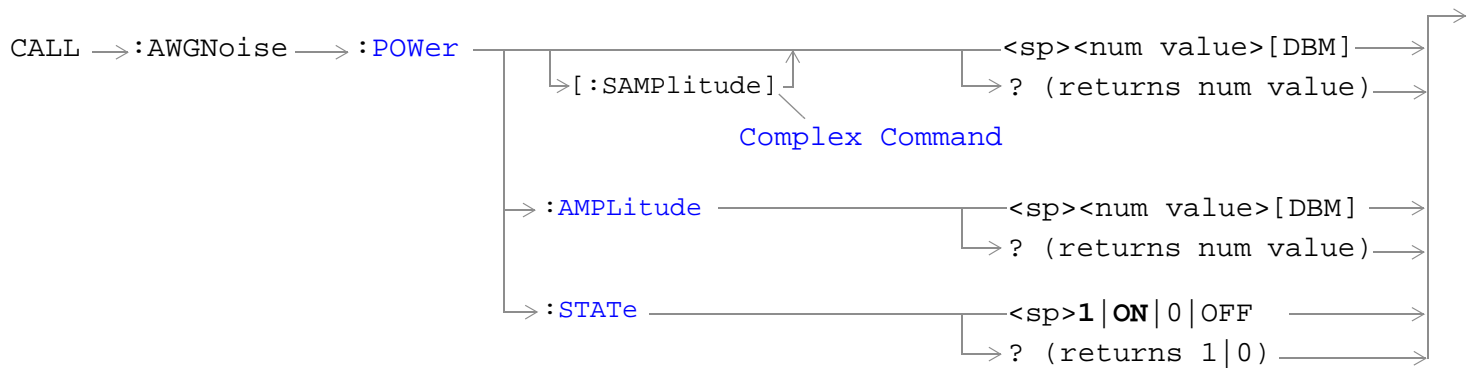 CALL :AWGNoise :POWer <sp><num value>[DBM]
[:SAMPlitude] ? (returns num value)
Complex Command
:AMPLitude <sp><num value>[DBM]
? (returns num value)
:STATe <sp>1|ON|0|OFF
? (returns 1|0)